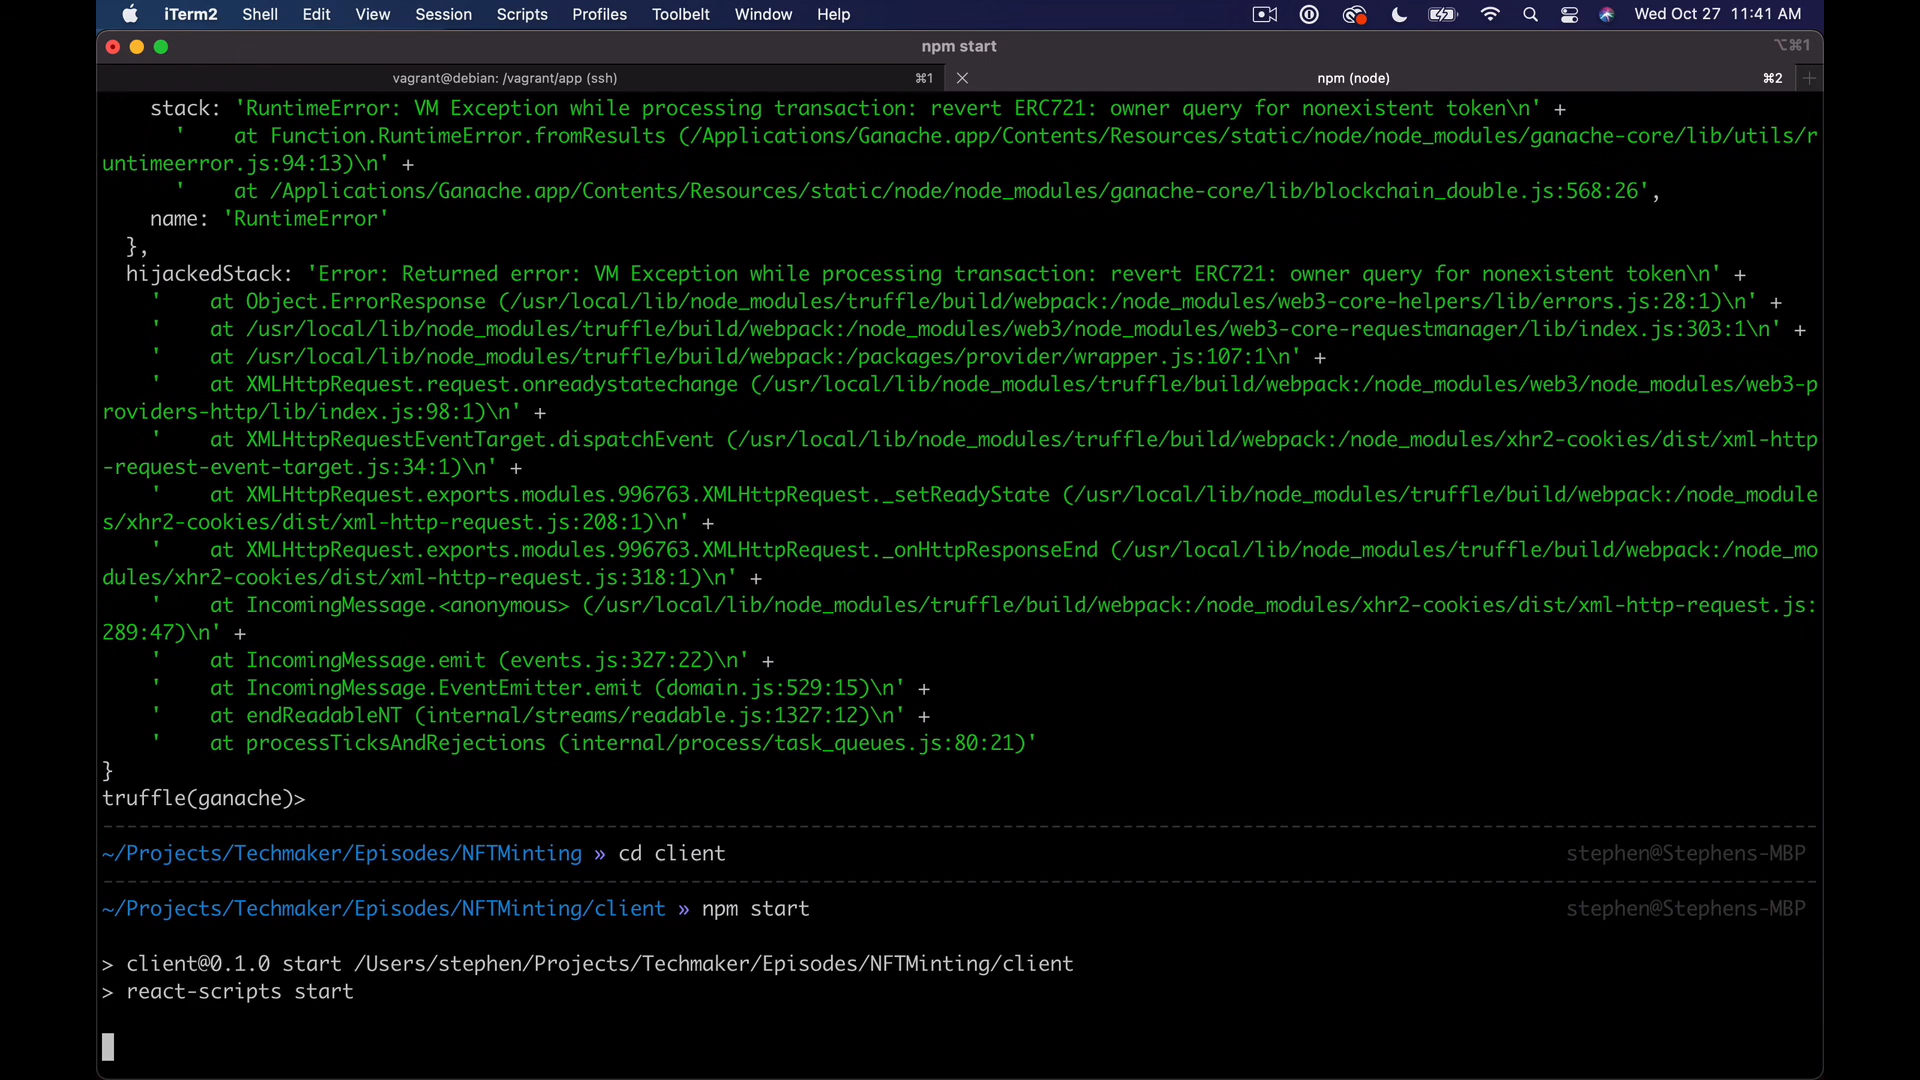 iTerm2 Shell Edit View Session Scripts Profiles Toolbelt Window Help Wed Oct 27 11:41 AM
npm start ⌥⌘1
vagrant@debian: /vagrant/app (ssh) ⌘1 npm (node) ⌘2
    stack: 'RuntimeError: VM Exception while processing transaction: revert ERC721: owner query for nonexistent token\n' +
      '    at Function.RuntimeError.fromResults (/Applications/Ganache.app/Contents/Resources/static/node/node_modules/ganache-core/lib/utils/r
untimeerror.js:94:13)\n' +
      '    at /Applications/Ganache.app/Contents/Resources/static/node/node_modules/ganache-core/lib/blockchain_double.js:568:26',
    name: 'RuntimeError'
  },
  hijackedStack: 'Error: Returned error: VM Exception while processing transaction: revert ERC721: owner query for nonexistent token\n' +
    '    at Object.ErrorResponse (/usr/local/lib/node_modules/truffle/build/webpack:/node_modules/web3-core-helpers/lib/errors.js:28:1)\n' +
    '    at /usr/local/lib/node_modules/truffle/build/webpack:/node_modules/web3/node_modules/web3-core-requestmanager/lib/index.js:303:1\n' +
    '    at /usr/local/lib/node_modules/truffle/build/webpack:/packages/provider/wrapper.js:107:1\n' +
    '    at XMLHttpRequest.request.onreadystatechange (/usr/local/lib/node_modules/truffle/build/webpack:/node_modules/web3/node_modules/web3-p
roviders-http/lib/index.js:98:1)\n' +
    '    at XMLHttpRequestEventTarget.dispatchEvent (/usr/local/lib/node_modules/truffle/build/webpack:/node_modules/xhr2-cookies/dist/xml-http
-request-event-target.js:34:1)\n' +
    '    at XMLHttpRequest.exports.modules.996763.XMLHttpRequest._setReadyState (/usr/local/lib/node_modules/truffle/build/webpack:/node_module
s/xhr2-cookies/dist/xml-http-request.js:208:1)\n' +
    '    at XMLHttpRequest.exports.modules.996763.XMLHttpRequest._onHttpResponseEnd (/usr/local/lib/node_modules/truffle/build/webpack:/node_mo
dules/xhr2-cookies/dist/xml-http-request.js:318:1)\n' +
    '    at IncomingMessage.<anonymous> (/usr/local/lib/node_modules/truffle/build/webpack:/node_modules/xhr2-cookies/dist/xml-http-request.js:
289:47)\n' +
    '    at IncomingMessage.emit (events.js:327:22)\n' +
    '    at IncomingMessage.EventEmitter.emit (domain.js:529:15)\n' +
    '    at endReadableNT (internal/streams/readable.js:1327:12)\n' +
    '    at processTicksAndRejections (internal/process/task_queues.js:80:21)'
}
truffle(ganache)>
~/Projects/Techmaker/Episodes/NFTMinting » cd client stephen@Stephens-MBP
~/Projects/Techmaker/Episodes/NFTMinting/client » npm start stephen@Stephens-MBP
> client@0.1.0 start /Users/stephen/Projects/Techmaker/Episodes/NFTMinting/client
> react-scripts start